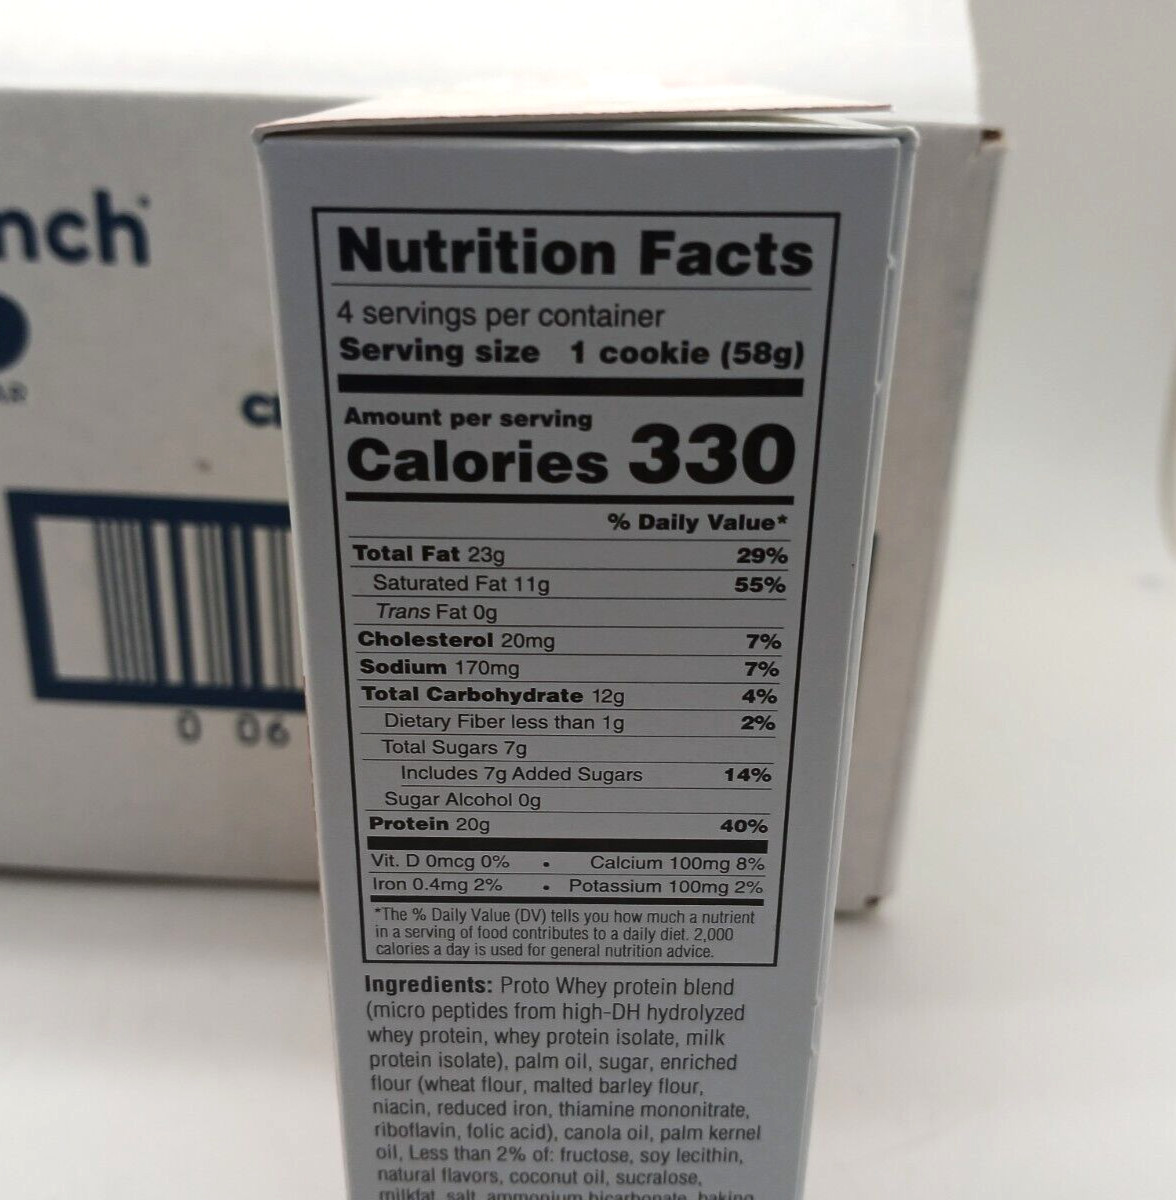 nch
CI
0 06
Nutrition Facts
4 servings per container
Serving size 1 cookie (58g)
Amount per serving
Calories 330
% Daily Value*
Total Fat 23g 29%
Saturated Fat 11g 55%
Trans Fat 0g
Cholesterol 20mg 7%
Sodium 170mg 7%
Total Carbohydrate 12g 4%
Dietary Fiber less than 1g 2%
Total Sugars 7g
Includes 7g Added Sugars 14%
Sugar Alcohol 0g
Protein 20g 40%
Vit. D 0mcg 0% • Calcium 100mg 8%
Iron 0.4mg 2% • Potassium 100mg 2%
*The % Daily Value (DV) tells you how much a nutrient
in a serving of food contributes to a daily diet. 2,000
calories a day is used for general nutrition advice.
Ingredients: Proto Whey protein blend
(micro peptides from high-DH hydrolyzed
whey protein, whey protein isolate, milk
protein isolate), palm oil, sugar, enriched
flour (wheat flour, malted barley flour,
niacin, reduced iron, thiamine mononitrate,
riboflavin, folic acid), canola oil, palm kernel
oil, Less than 2% of: fructose, soy lecithin,
natural flavors, coconut oil, sucralose,
milkfat, salt, ammonium bicarbonate, baking